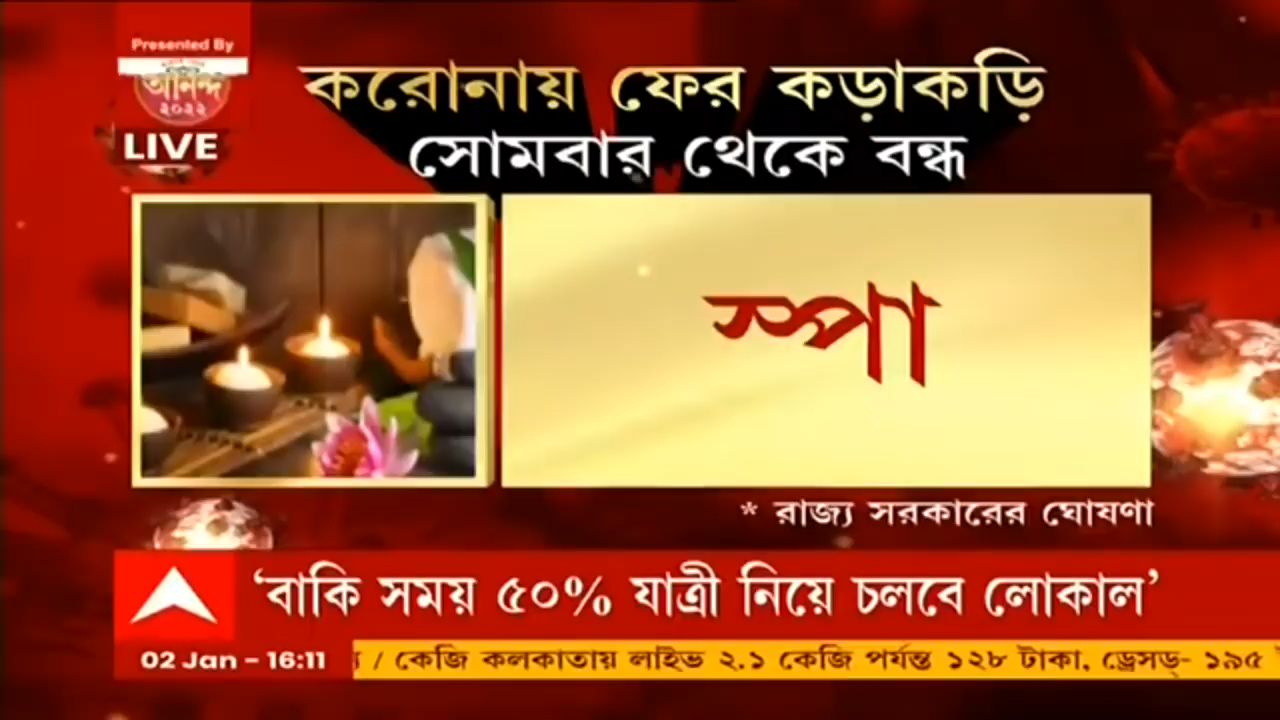 Presented By
আনন্দ
২০২২
LIVE
করোনায় ফের কড়াকড়ি
সোমবার থেকে বন্ধ
স্পা
* রাজ্য সরকারের ঘোষণা
‘বাকি সময় ৫০% যাত্রী নিয়ে চলবে লোকাল’
02 Jan - 16:11
/ কেজি কলকাতায় লাইভ ২.১ কেজি পর্যন্ত ১২৮ টাকা, ড্রেসড্- ১৯৫